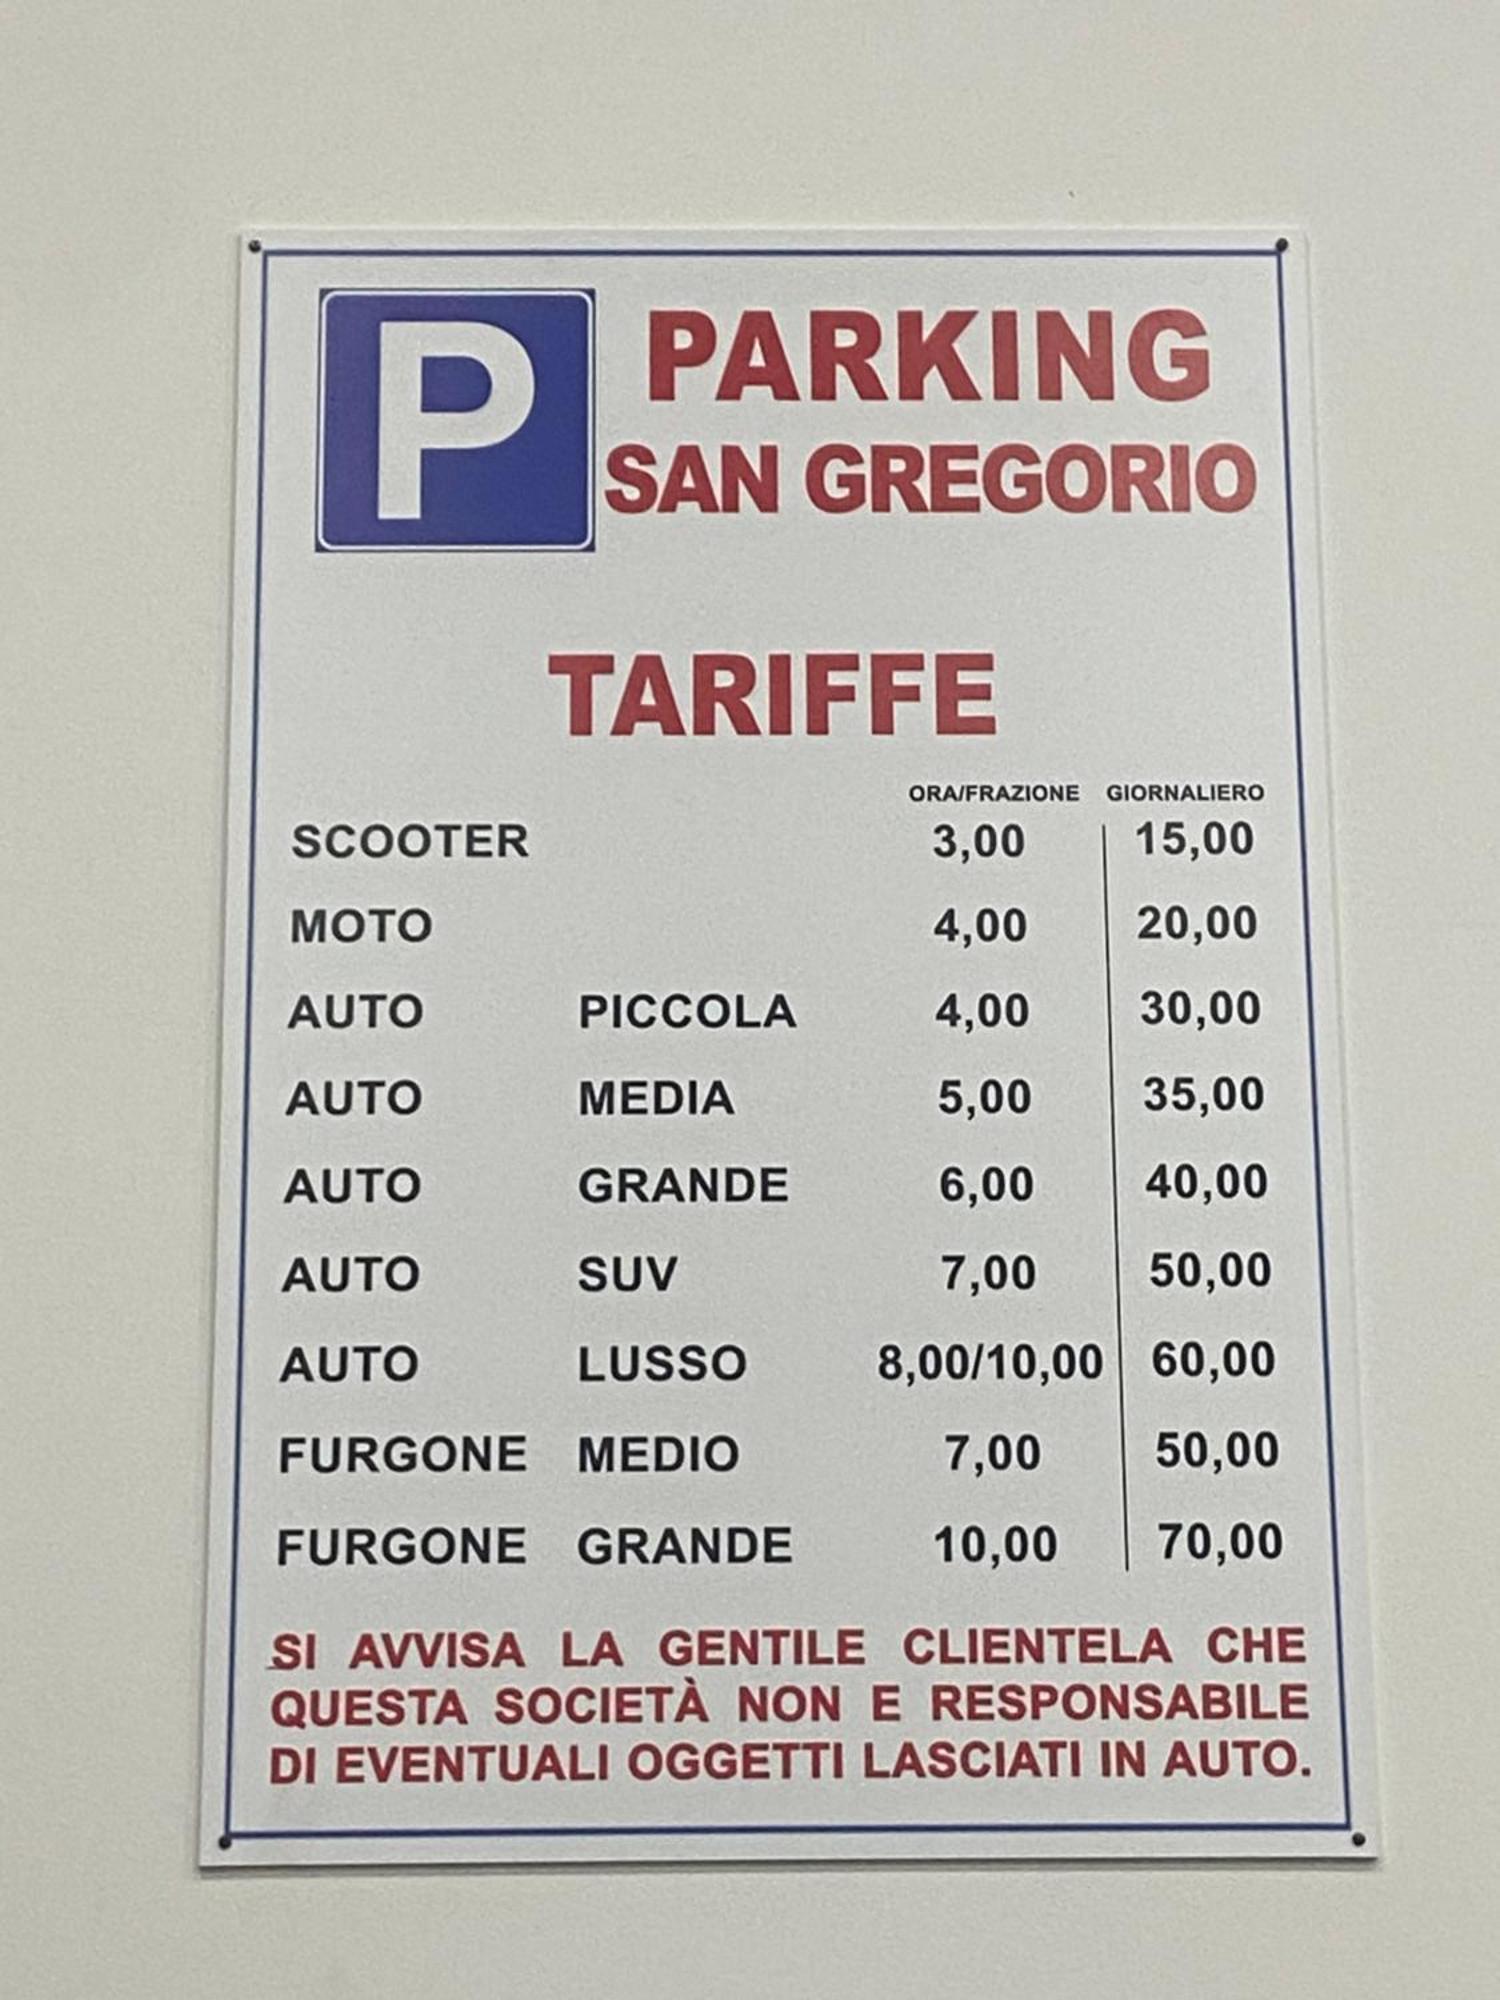 P
PARKING
SAN GREGORIO
TARIFFE
ORA/FRAZIONE GIORNALIERO
SCOOTER 3,00 15,00
MOTO 4,00 20,00
AUTO PICCOLA 4,00 30,00
AUTO MEDIA 5,00 35,00
AUTO GRANDE 6,00 40,00
AUTO SUV 7,00 50,00
AUTO LUSSO 8,00/10,00 60,00
FURGONE MEDIO 7,00 50,00
FURGONE GRANDE 10,00 70,00
SI AVVISA LA GENTILE CLIENTELA CHE
QUESTA SOCIETÀ NON E RESPONSABILE
DI EVENTUALI OGGETTI LASCIATI IN AUTO.